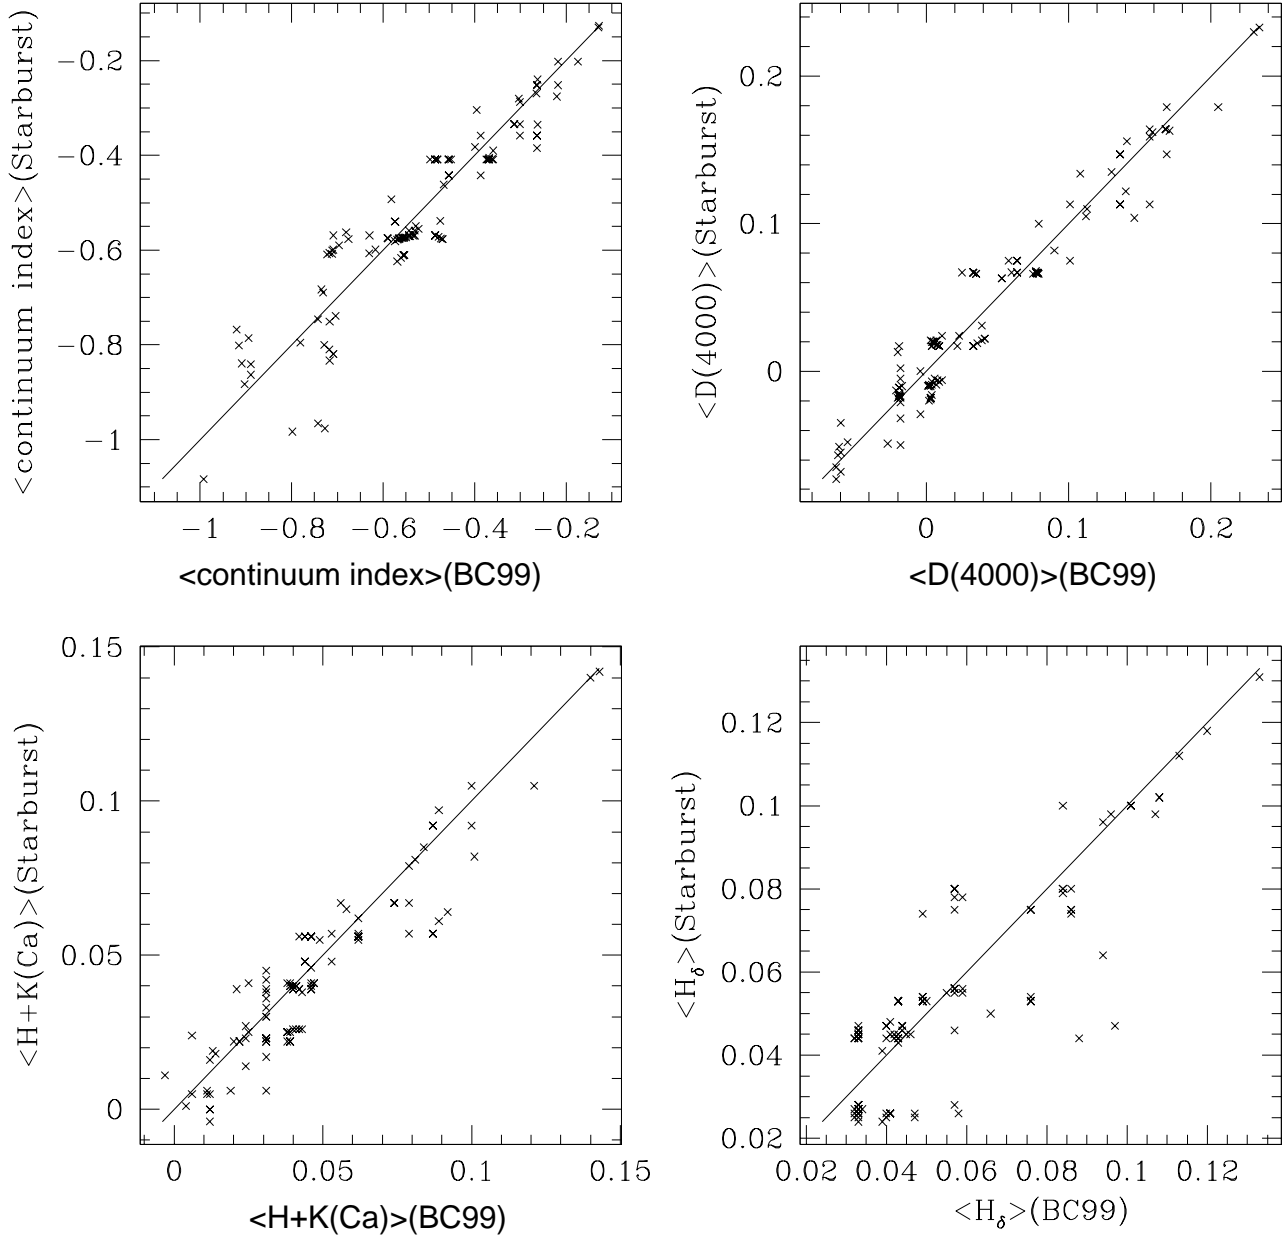 <continuum index>(Starburst)
−0.2
−0.4
−0.6
−0.8
−1
−1 −0.8 −0.6 −0.4 −0.2
<continuum index>(BC99)
<D(4000)>(Starburst)
0.2
0.1
0
0 0.1 0.2
<D(4000)>(BC99)
<H+K(Ca)>(Starburst)
0.15
0.1
0.05
0
0 0.05 0.1 0.15
<H+K(Ca)>(BC99)
<Hδ>(Starburst)
0.12
0.1
0.08
0.06
0.04
0.02
0.02 0.04 0.06 0.08 0.1 0.12
<Hδ>(BC99)